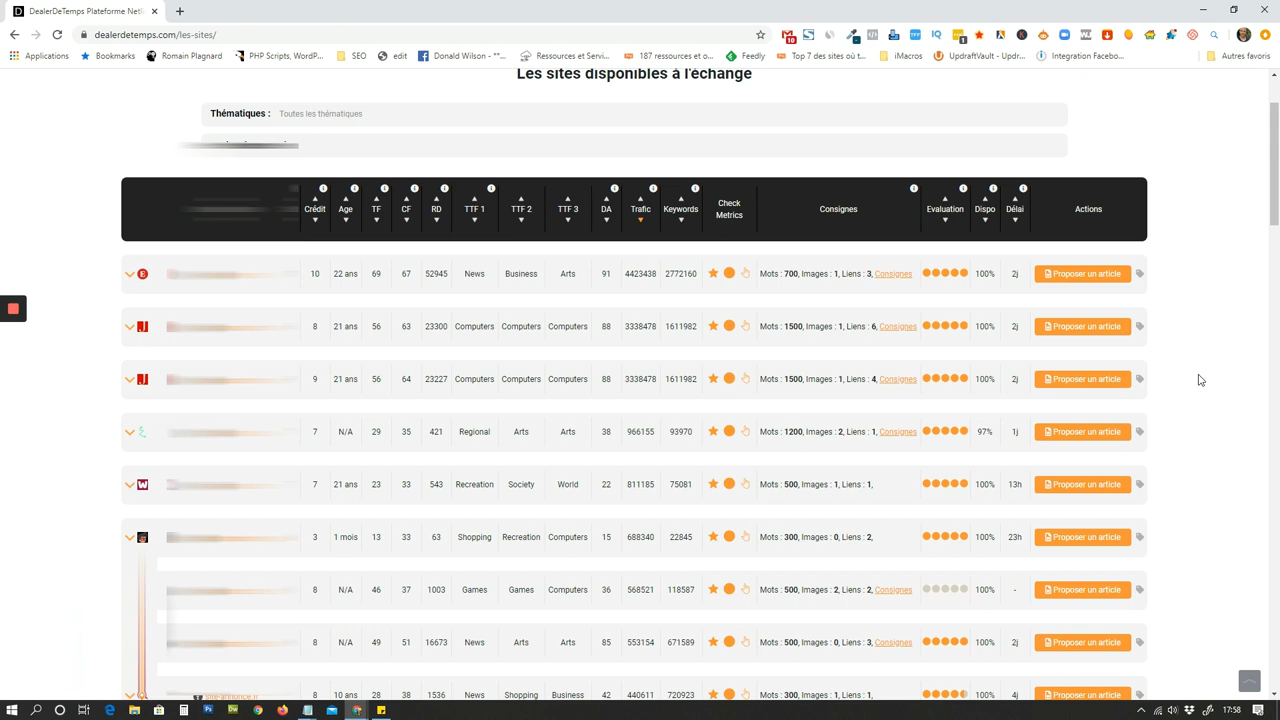 DealerDeTemps Plateforme Netl
dealerdetemps.com/les-sites
Applications Bookmarks Romain Plagnard PHP Scripts, WordP... SEO edit Donald Wilson - "“... Ressources et Servi... 187 ressources et o... Feedly Top 7 des sites où t... iMacros UpdraftVault - Updr... Integration Facebo... Autres favoris
Les sites disponibles à l'échange
Thématiques : Toutes les thématiques
Crédit Age TF CF RD TTF 1 TTF 2 TTF 3 DA Trafic Keywords Check Metrics Consignes Evaluation Dispo Délai Actions
10 22 ans 69 67 52945 News Business Arts 91 4423438 2772160 Mots : 700, Images : 1, Liens : 3, Consignes 100% 2j Proposer un article
8 21 ans 56 63 23300 Computers Computers Computers 88 3338478 1611982 Mots : 1500, Images : 1, Liens : 6, Consignes 100% 2j Proposer un article
9 21 ans 56 64 23227 Computers Computers Computers 88 3338478 1611982 Mots : 1500, Images : 1, Liens : 4, Consignes 100% 2j Proposer un article
7 N/A 29 35 421 Regional Arts Arts 38 966155 93970 Mots : 1200, Images : 2, Liens : 1, Consignes 97% 1j Proposer un article
7 21 ans 23 33 543 Recreation Society World 22 811185 75081 Mots : 500, Images : 1, Liens : 1, 100% 13h Proposer un article
3 1 mois 13 35 63 Shopping Recreation Computers 15 688340 22845 Mots : 300, Images : 0, Liens : 2, 100% 23h Proposer un article
8 N/A 46 37 1003 Games Games Computers 36 568521 118587 Mots : 500, Images : 2, Liens : 2, Consignes 100% - Proposer un article
8 N/A 49 51 16673 News Arts Arts 85 553154 671589 Mots : 500, Images : 0, Liens : 3, Consignes 100% 2j Proposer un article
8 10 ans 28 38 1536 News Shopping Business 42 440611 720923 Mots : 300, Images : 1, Liens : 1, 100% 4j Proposer un article
17:58